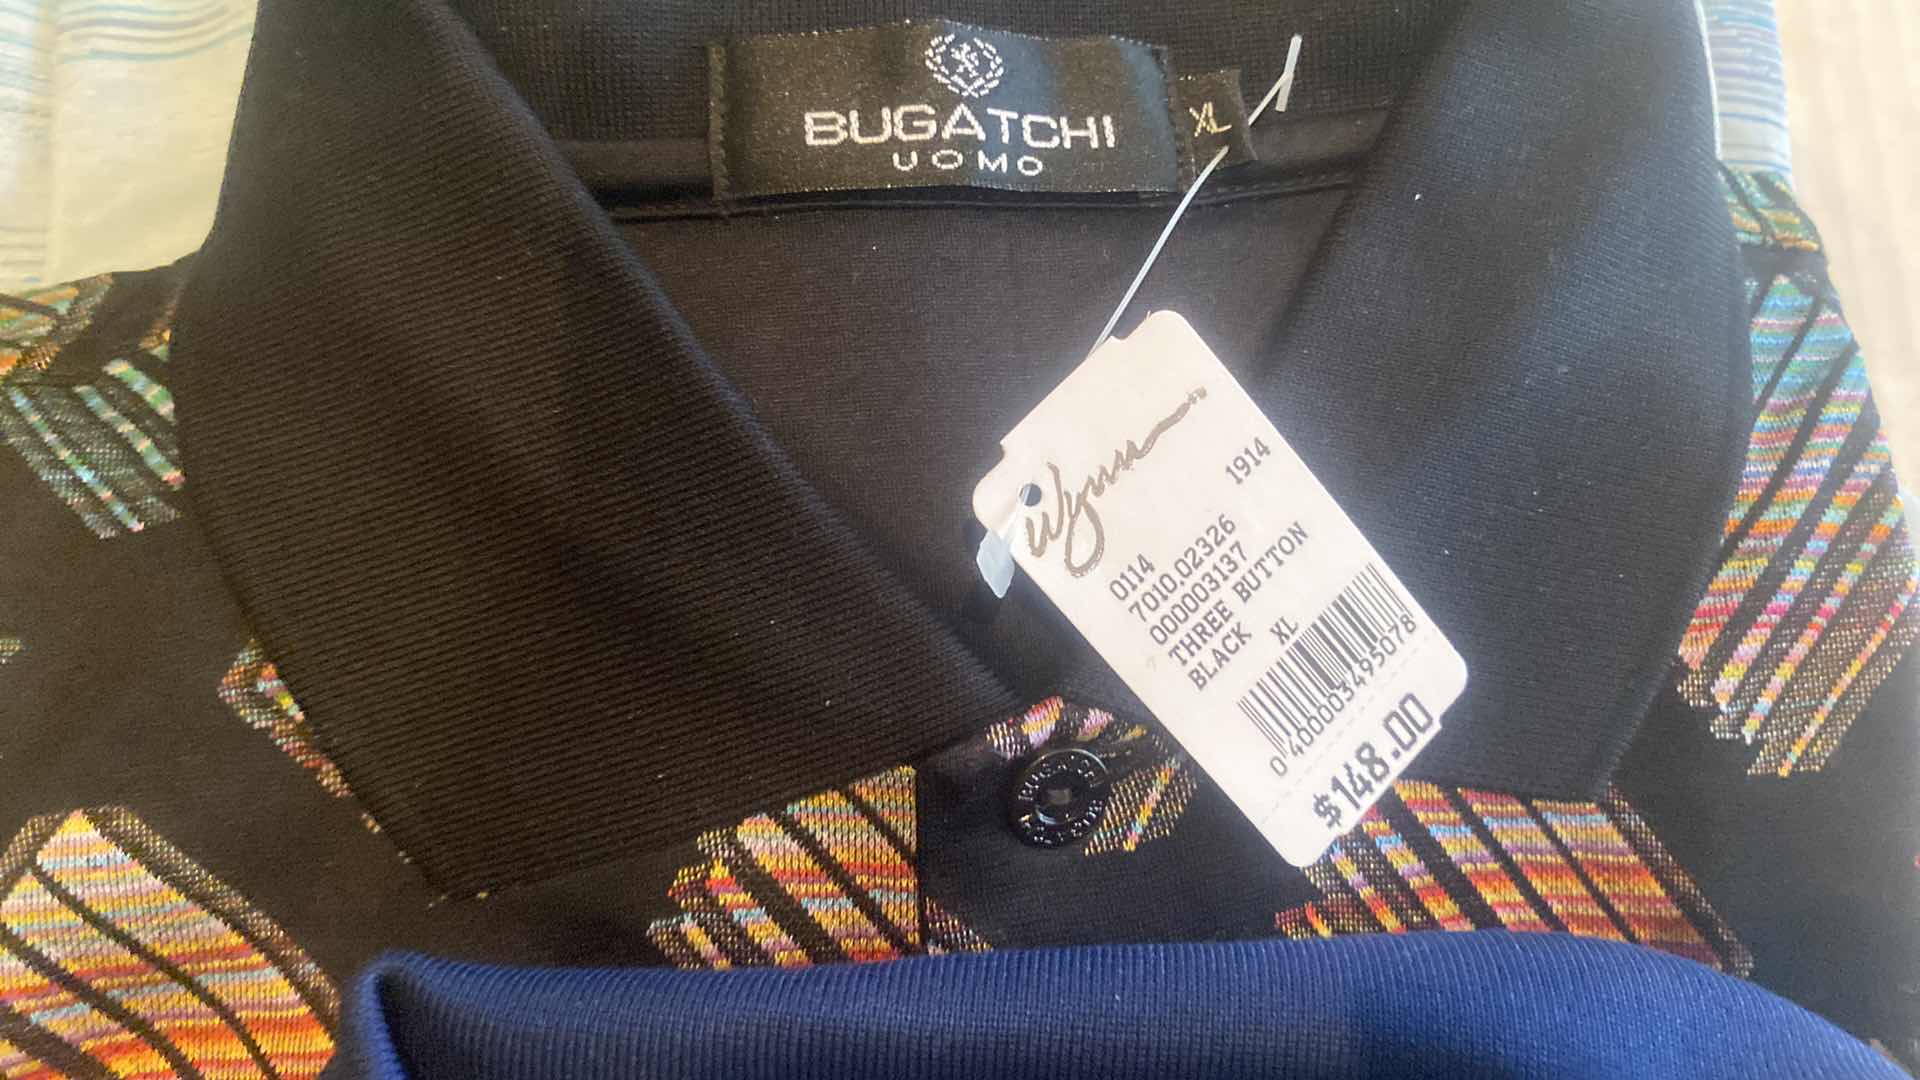 BUGATCHI
UOMO
XL
Wynn
1914
0114
7010.02326
000003137
THREE BUTTON
BLACK XL
0400003495078
$148.00